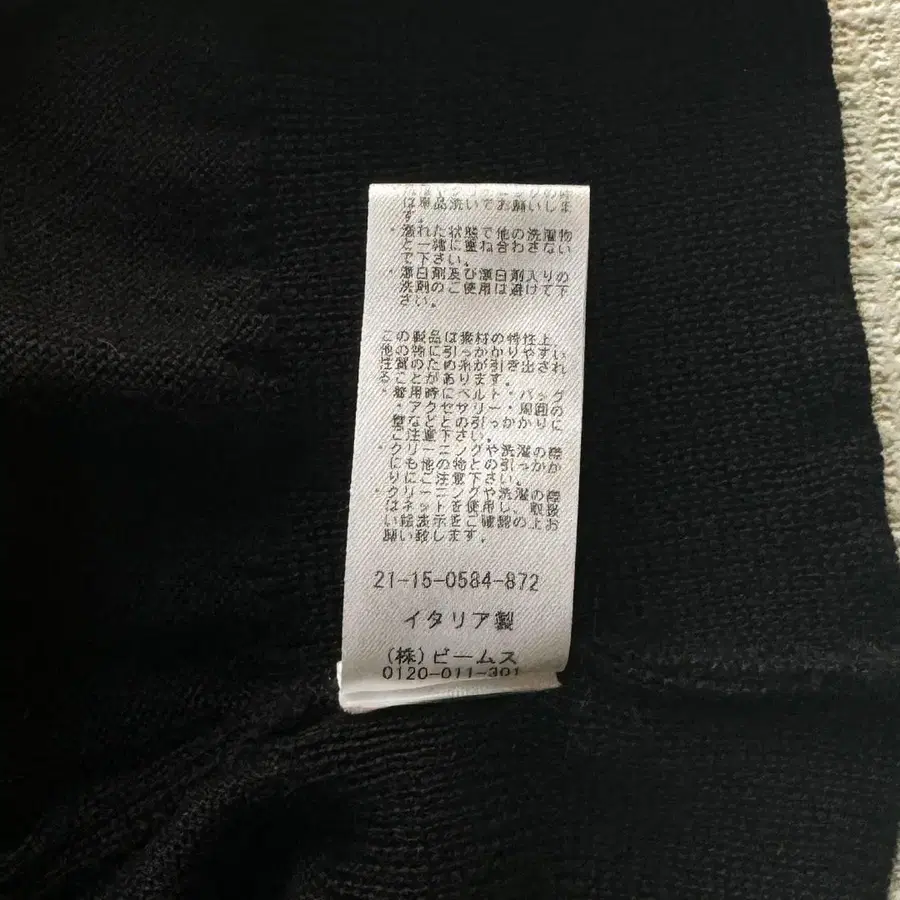 は単品洗いでお願いしま
す。
・濡れた状態で他の洗濯物
と一緒に重ね合わさない
で下さい。
・漂白剤及び漂白剤入りの
洗剤のご使用は避けて下
さい。
この製品は素材の特性上
他の物に引っかかりやすい
性質のため糸が引き出され
ることがあります。
・着用時にベルト・バッグ
・アクセサリー・周囲の
壁などとの引っかかりに
ご注意下さい。
・クリーニングや洗濯の際
にも他の物との引っかか
りにご注意下さい。
・クリーニングや洗濯の際
はネットを使用し、取扱
い絵表示をご確認の上お
願い致します。
21-15-0584-872
イタリア製
(株)ビームス
0120-011-301